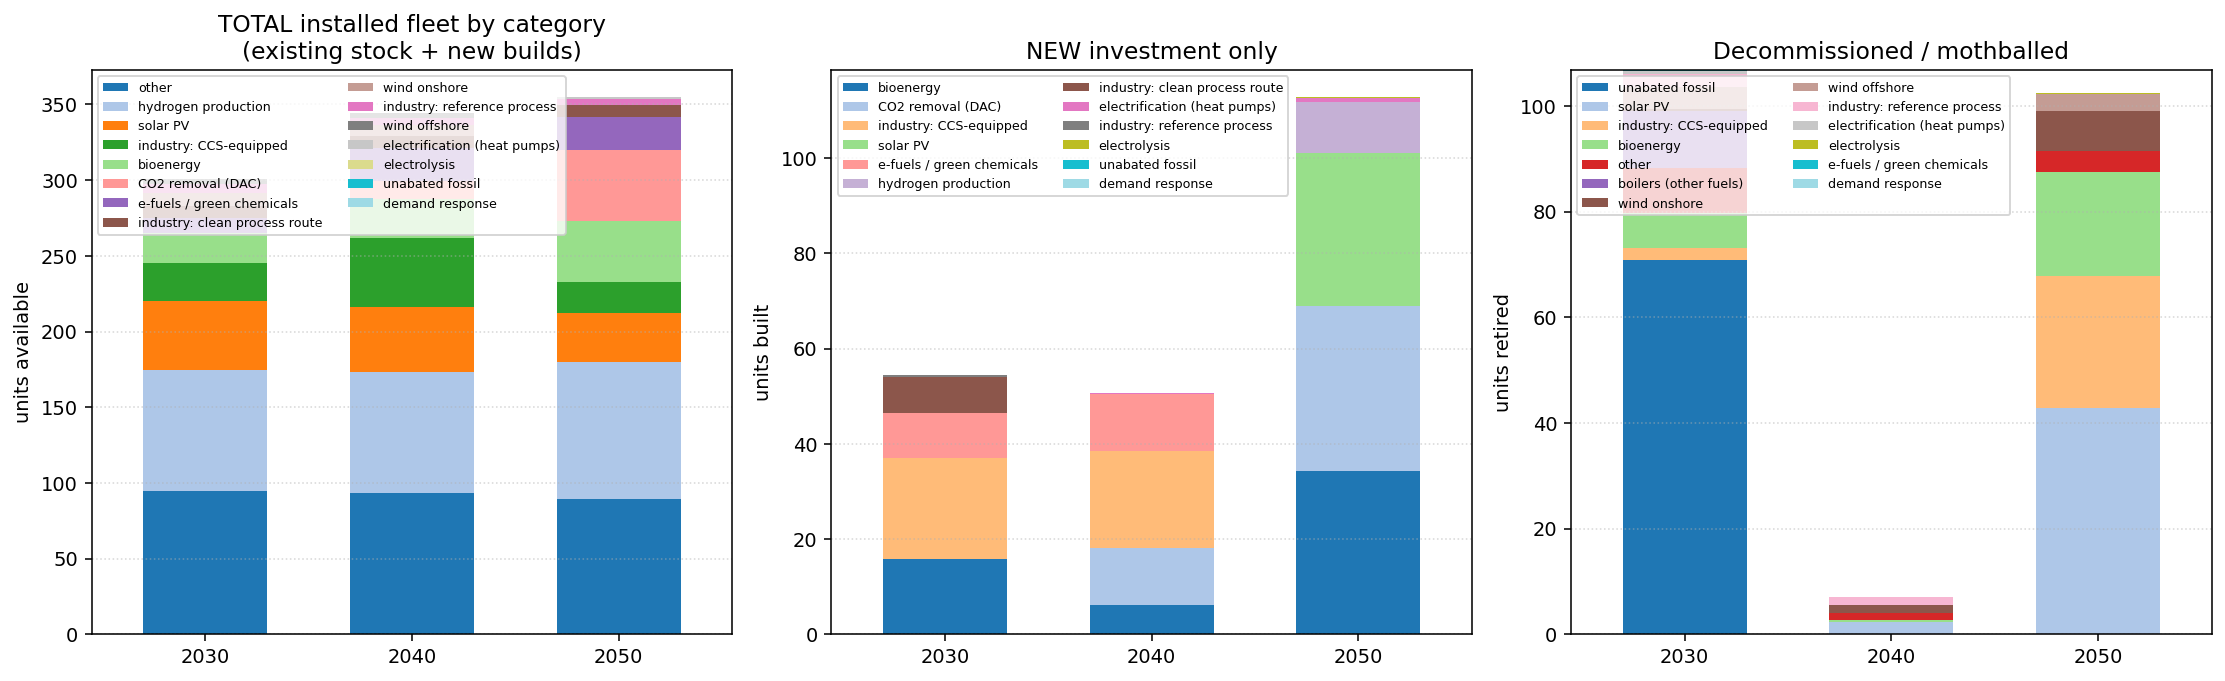 TOTAL installed fleet by category
(existing stock + new builds)
units available
350
300
250
200
150
100
50
0
other
hydrogen production
solar PV
industry: CCS-equipped
bioenergy
CO2 removal (DAC)
e-fuels / green chemicals
industry: clean process route
wind onshore
industry: reference process
wind offshore
electrification (heat pumps)
electrolysis
unabated fossil
demand response
2030
2040
2050
NEW investment only
units built
100
80
60
40
20
0
bioenergy
CO2 removal (DAC)
industry: CCS-equipped
solar PV
e-fuels / green chemicals
hydrogen production
industry: clean process route
electrification (heat pumps)
industry: reference process
electrolysis
unabated fossil
demand response
2030
2040
2050
Decommissioned / mothballed
units retired
100
80
60
40
20
0
unabated fossil
solar PV
industry: CCS-equipped
bioenergy
other
boilers (other fuels)
wind onshore
wind offshore
industry: reference process
electrification (heat pumps)
electrolysis
e-fuels / green chemicals
demand response
2030
2040
2050